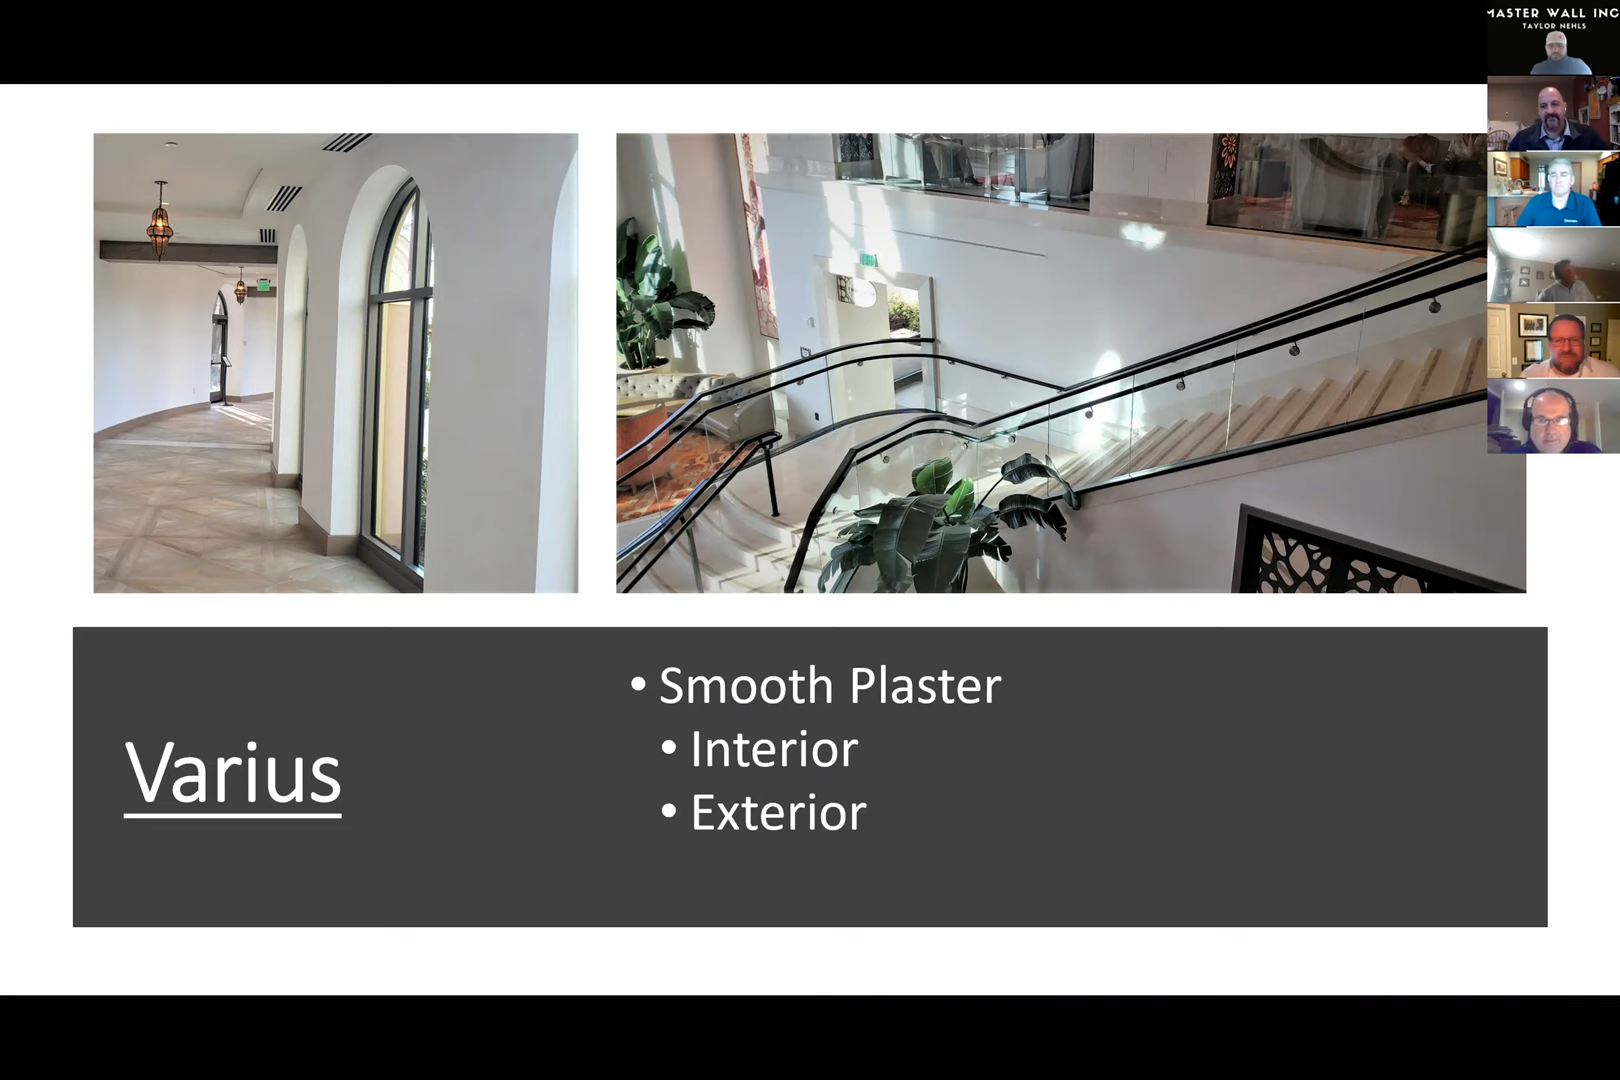 MASTER WALL INC
TAYLOR NEHLS
Varius
• Smooth Plaster
• Interior
• Exterior